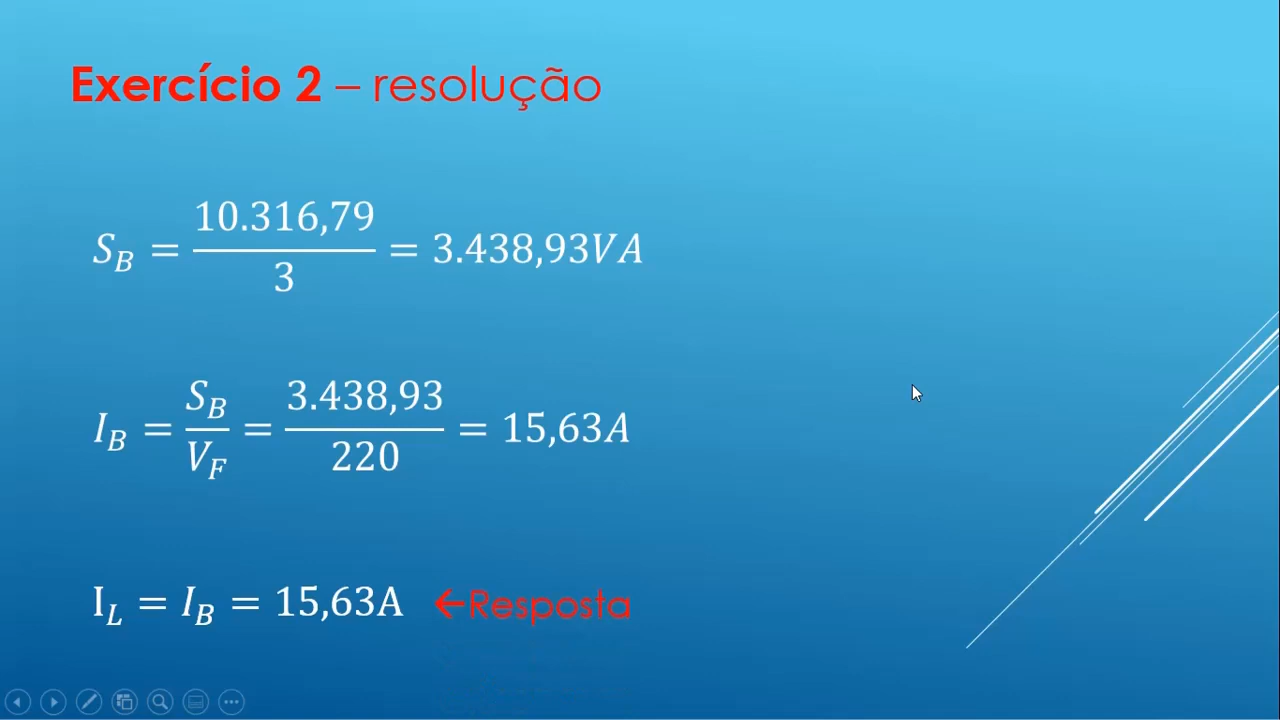 Exercício 2 – resolução
S_B = 10.316,79 / 3 = 3.438,93VA
I_B = S_B / V_F = 3.438,93 / 220 = 15,63A
I_L = I_B = 15,63A ←Resposta